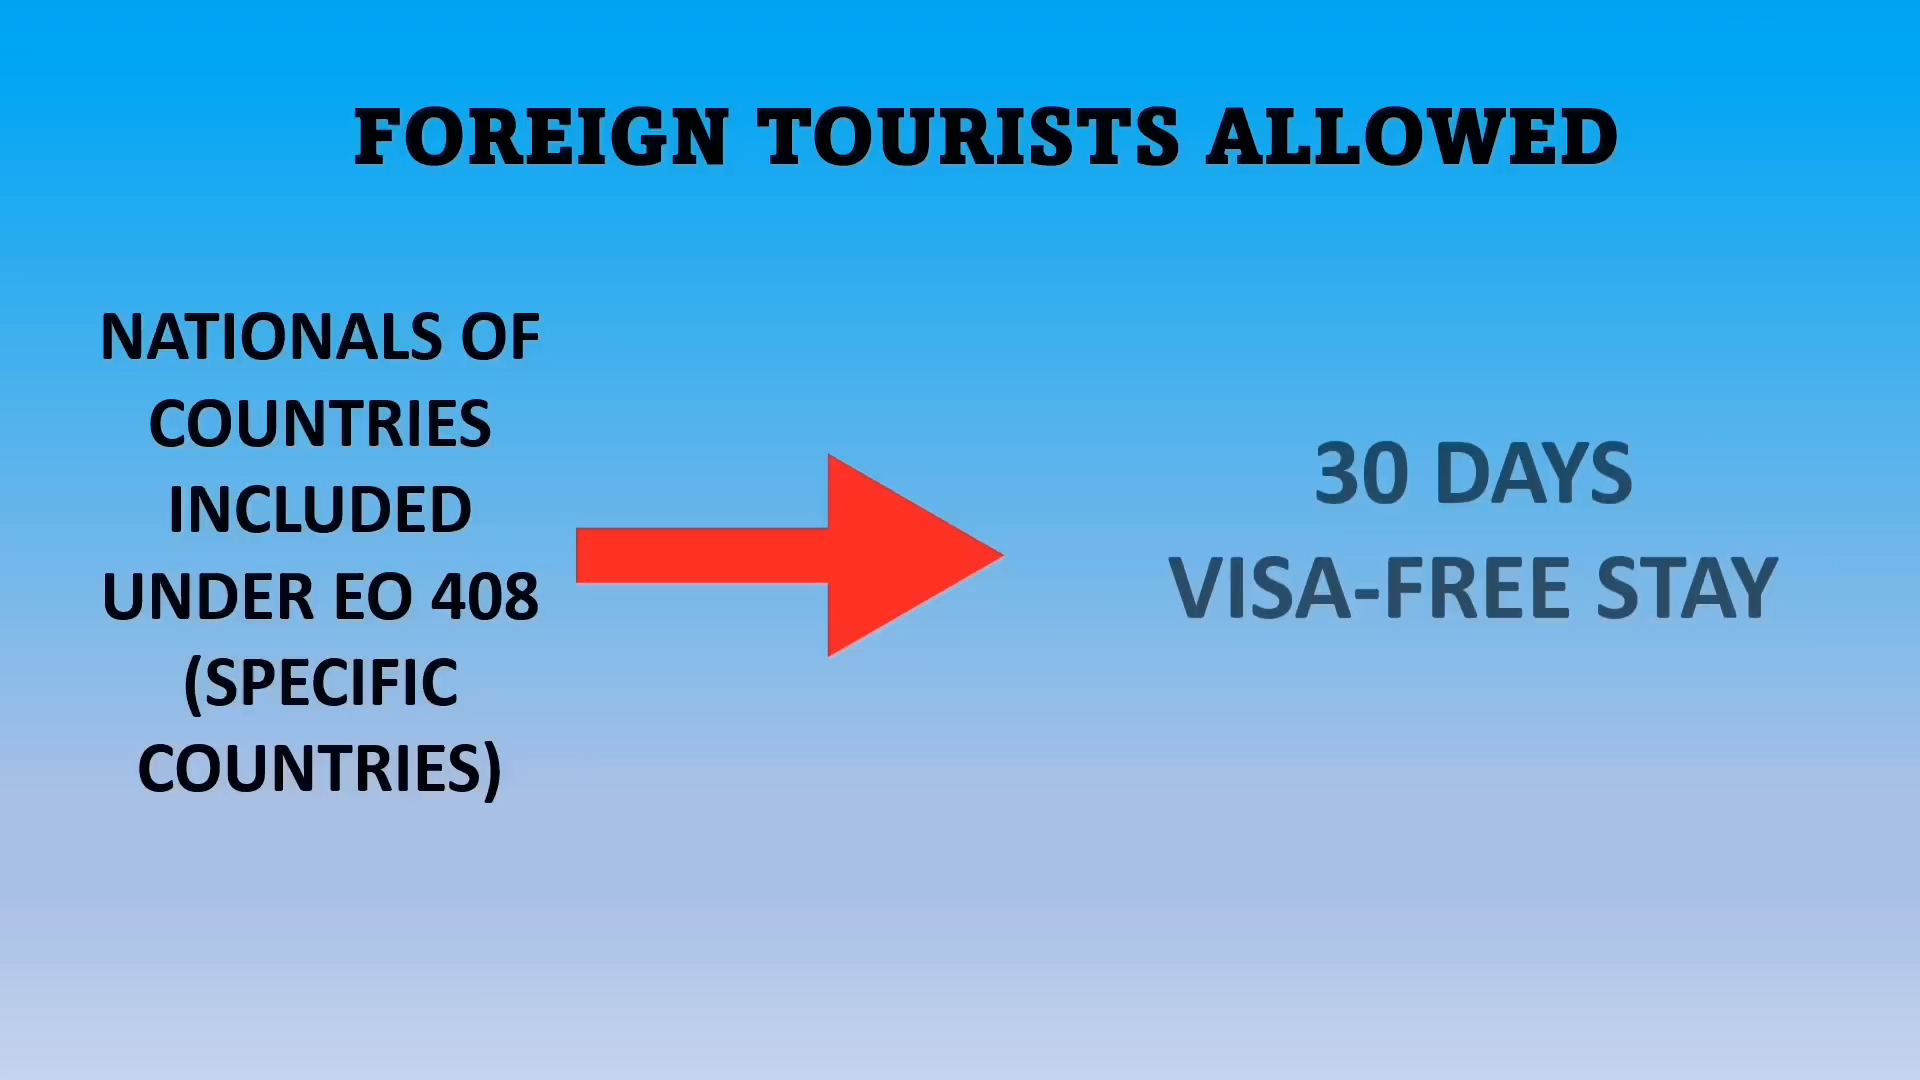 FOREIGN TOURISTS ALLOWED
NATIONALS OF
COUNTRIES
INCLUDED
UNDER EO 408
(SPECIFIC
COUNTRIES)
30 DAYS
VISA-FREE STAY